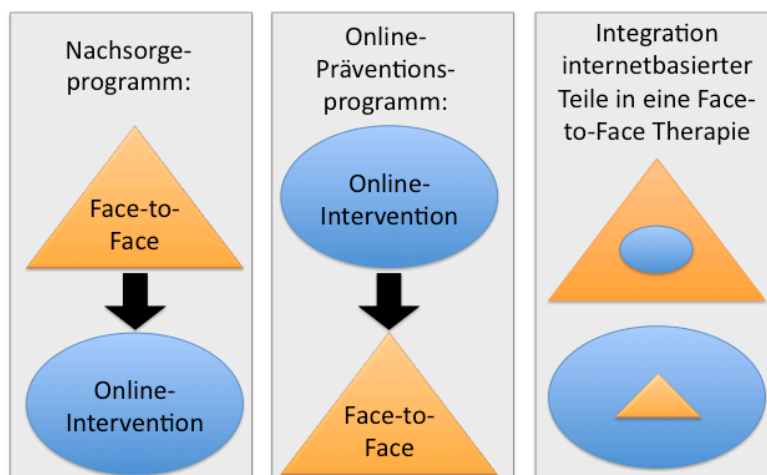 Nachsorge-
programm:
Face-to-
Face
Online-
Intervention
Online-
Präventions-
programm:
Online-
Intervention
Face-to-
Face
Integration
internetbasierter
Teile in eine Face-
to-Face Therapie